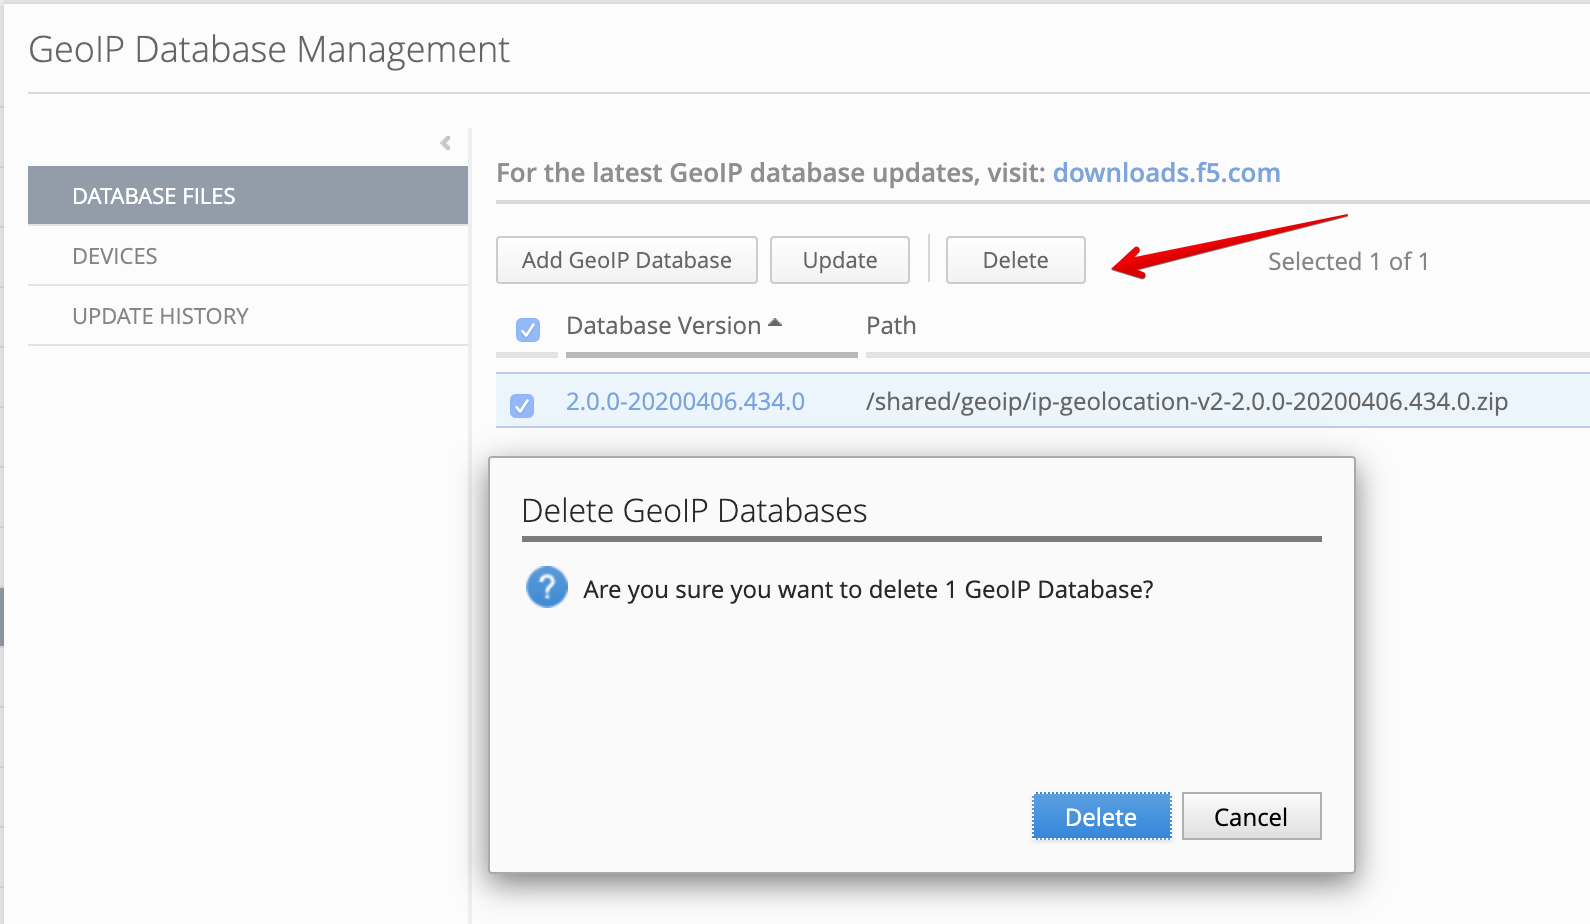 GeoIP Database Management
DATABASE FILES
DEVICES
UPDATE HISTORY
For the latest GeoIP database updates, visit: downloads.f5.com
Add GeoIP Database Update Delete Selected 1 of 1
Database Version Path
2.0.0-20200406.434.0 /shared/geoip/ip-geolocation-v2-2.0.0-20200406.434.0.zip
Delete GeoIP Databases
? Are you sure you want to delete 1 GeoIP Database?
Delete Cancel